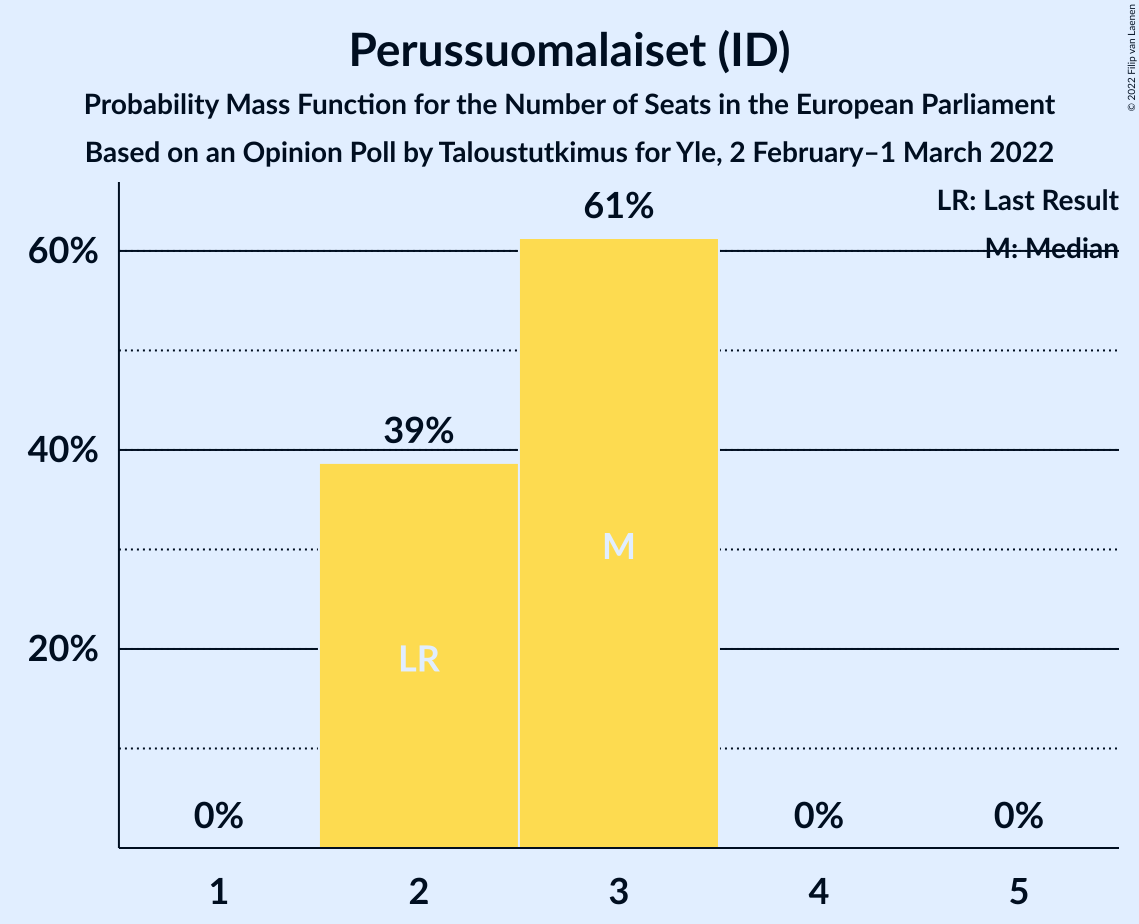 © 2022 Filip van Laenen
Perussuomalaiset (ID)
Probability Mass Function for the Number of Seats in the European Parliament
Based on an Opinion Poll by Taloustutkimus for Yle, 2 February–1 March 2022
LR: Last Result
M: Median
61%
60%
39%
40%
M
LR
20%
0%
0%
0%
1
2
3
4
5